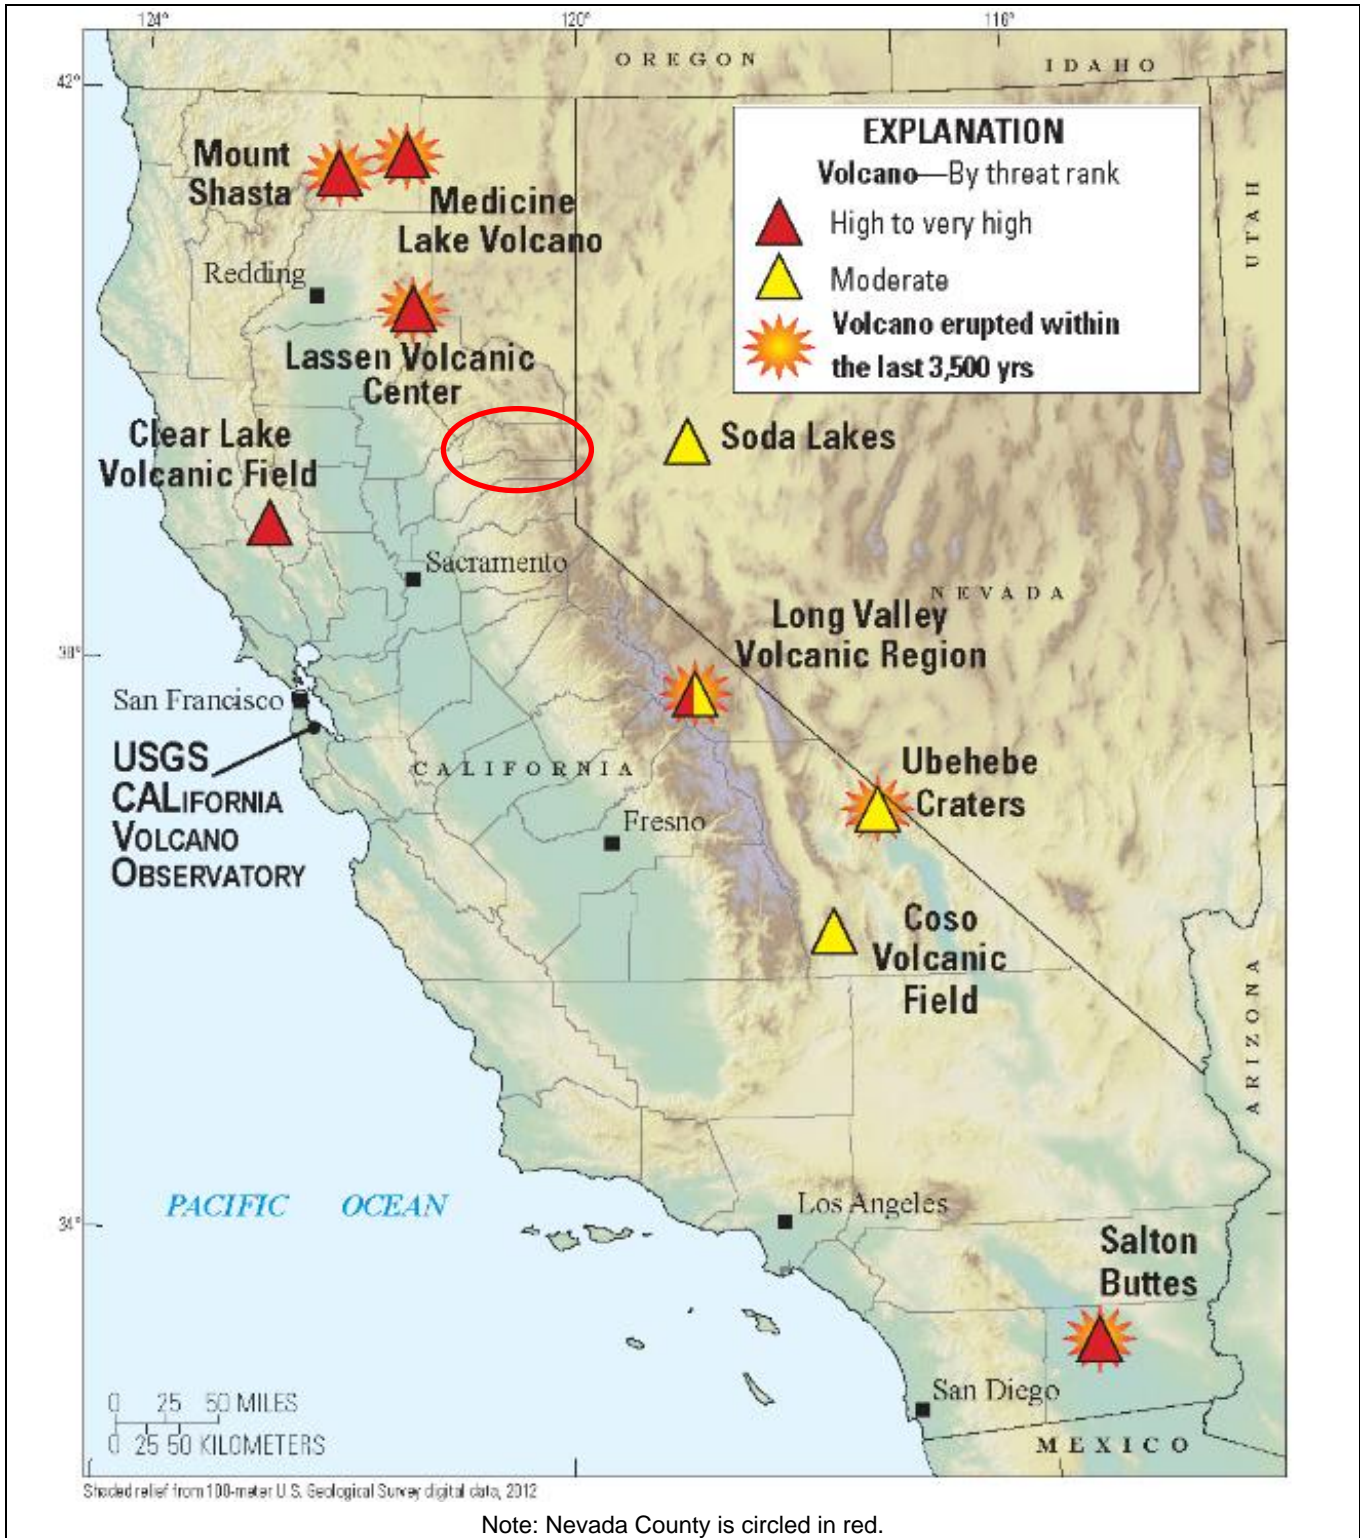 124°
120°
116°
42°
OREGON
IDAHO
Mount
Shasta
Medicine
Lake Volcano
EXPLANATION
Volcano—By threat rank
High to very high
Moderate
Volcano erupted within
the last 3,500 yrs
UTAH
Redding
Lassen Volcanic
Center
Clear Lake
Volcanic Field
Soda Lakes
Sacramento
NEVADA
Long Valley
Volcanic Region
38°
San Francisco
USGS
CALIFORNIA
VOLCANO
OBSERVATORY
CALIFORNIA
Ubehebe
Craters
Fresno
Coso
Volcanic
Field
ARIZONA
PACIFIC OCEAN
34°
Los Angeles
Salton
Buttes
San Diego
0 25 50 MILES
0 25 50 KILOMETERS
MEXICO
Shaded relief from 100-meter U.S. Geological Survey digital data, 2012
Note: Nevada County is circled in red.